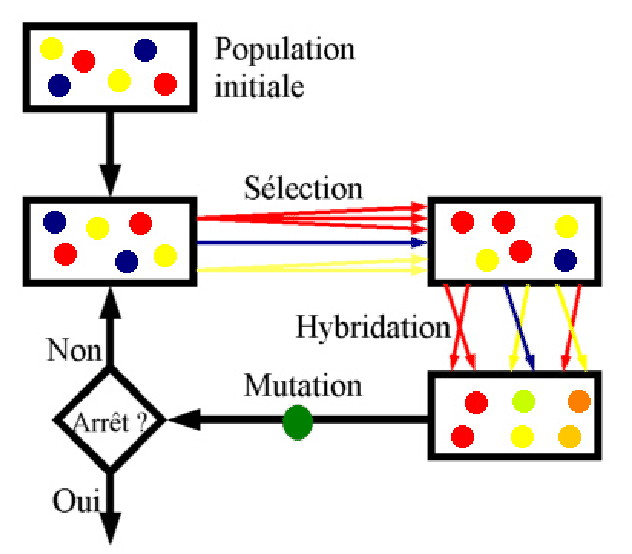 Population
initiale
Sélection
Hybridation
Non
Mutation
Arrêt ?
Oui